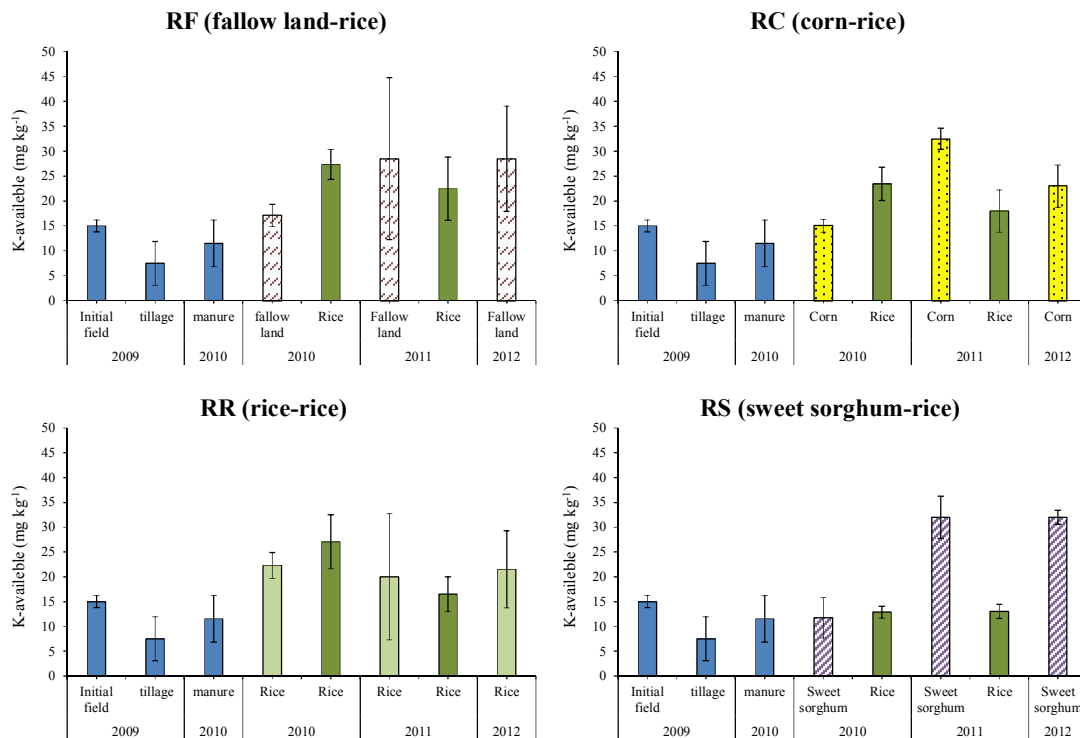 RF (fallow land-rice)
K-availeble (mg kg⁻¹)
50
45
40
35
30
25
20
15
10
5
0
Initial field
tillage
manure
fallow land
Rice
Fallow land
Rice
Fallow land
2009
2010
2010
2011
2012
RC (corn-rice)
K-availeble (mg kg⁻¹)
50
45
40
35
30
25
20
15
10
5
0
Initial field
tillage
manure
Corn
Rice
Corn
Rice
Corn
2009
2010
2010
2011
2012
RR (rice-rice)
K-availeble (mg kg⁻¹)
50
45
40
35
30
25
20
15
10
5
0
Initial field
tillage
manure
Rice
Rice
Rice
Rice
Rice
2009
2010
2010
2011
2012
RS (sweet sorghum-rice)
K-availeble (mg kg⁻¹)
50
45
40
35
30
25
20
15
10
5
0
Initial field
tillage
manure
Sweet sorghum
Rice
Sweet sorghum
Rice
Sweet sorghum
2009
2010
2010
2011
2012